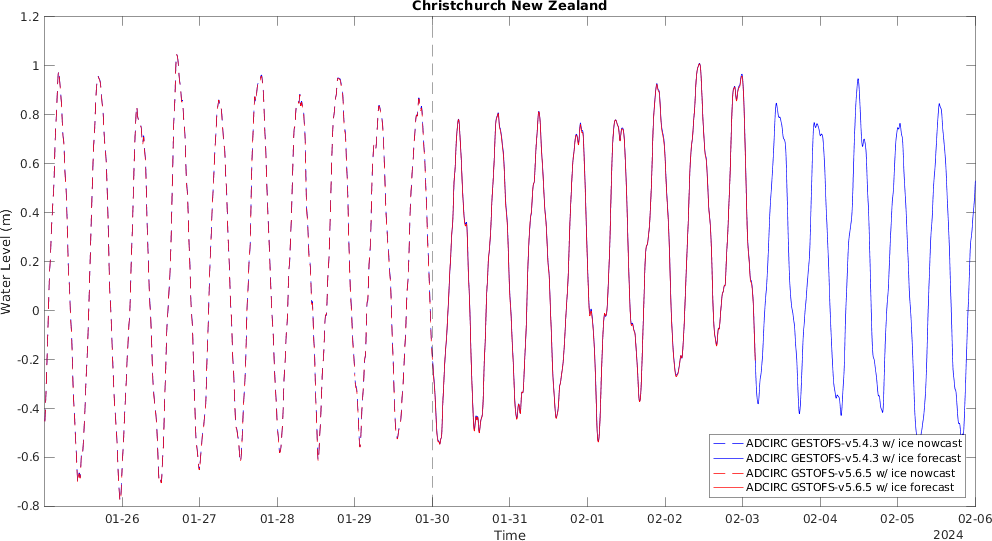 Christchurch New Zealand
1.2
1
0.8
0.6
0.4
0.2
0
-0.2
-0.4
-0.6
-0.8
Water Level (m)
ADCIRC GESTOFS-v5.4.3 w/ ice nowcast
ADCIRC GESTOFS-v5.4.3 w/ ice forecast
ADCIRC GSTOFS-v5.6.5 w/ ice nowcast
ADCIRC GSTOFS-v5.6.5 w/ ice forecast
01-26 01-27 01-28 01-29 01-30 01-31 02-01 02-02 02-03 02-04 02-05 02-06
Time
2024